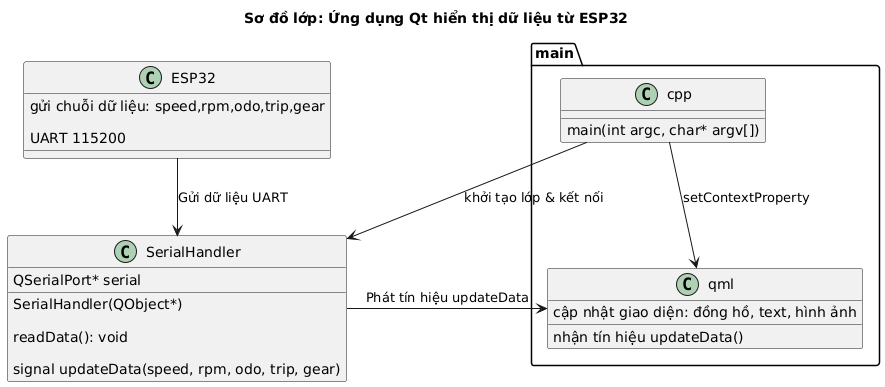 Sơ đồ lớp: Ứng dụng Qt hiển thị dữ liệu từ ESP32
main
C ESP32
gửi chuỗi dữ liệu: speed,rpm,odo,trip,gear
UART 115200
C cpp
main(int argc, char* argv[])
Gửi dữ liệu UART
khởi tạo lớp & kết nối
setContextProperty
C SerialHandler
QSerialPort* serial
SerialHandler(QObject*)
readData(): void
signal updateData(speed, rpm, odo, trip, gear)
Phát tín hiệu updateData
C qml
cập nhật giao diện: đồng hồ, text, hình ảnh
nhận tín hiệu updateData()